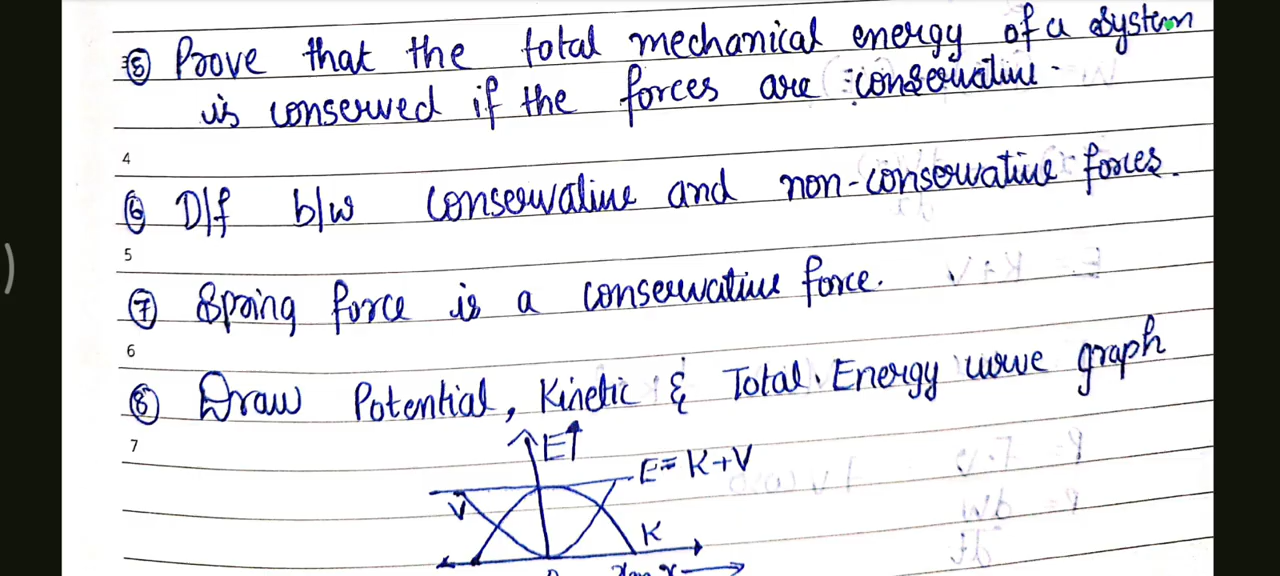 ⑤ Prove that the total mechanical energy of a system
is conserved if the forces are conservative.
4
⑥ D/f b/w conservative and non-conservative forces.
5
⑦ Spring force is a conservative force.
6
⑧ Draw Potential, Kinetic & Total. Energy curve graph
7
E↑
E = K+V
V
K